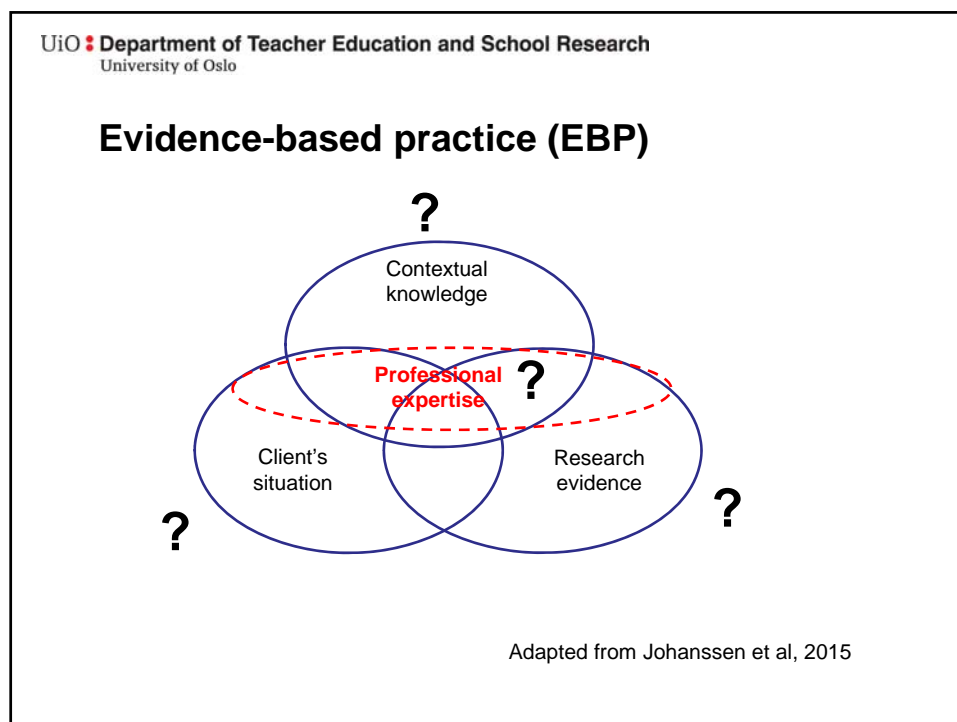 UiO Department of Teacher Education and School Research
University of Oslo
Evidence-based practice (EBP)
?
Contextual
knowledge
Professional
expertise
?
Client's
situation
Research
evidence
?
?
Adapted from Johanssen et al, 2015